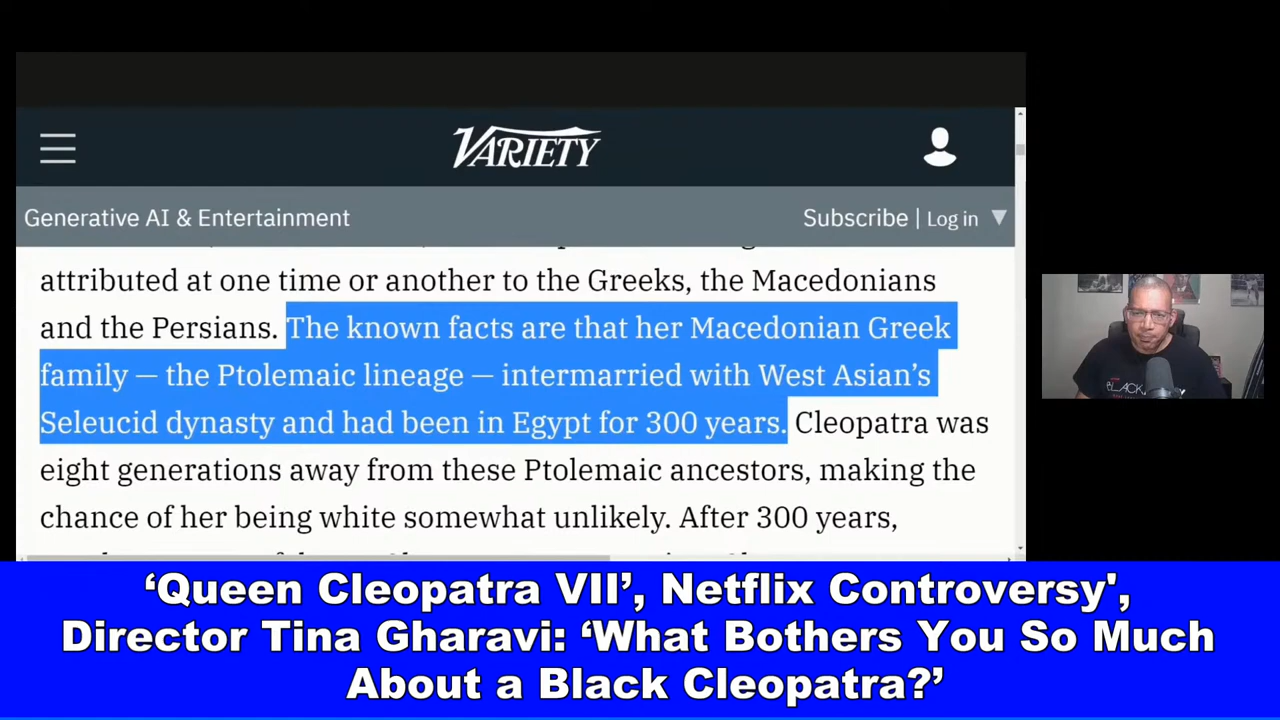 VARIETY
Generative AI & Entertainment
Subscribe | Log in ▼
attributed at one time or another to the Greeks, the Macedonians
and the Persians. The known facts are that her Macedonian Greek
family — the Ptolemaic lineage — intermarried with West Asian’s
Seleucid dynasty and had been in Egypt for 300 years. Cleopatra was
eight generations away from these Ptolemaic ancestors, making the
chance of her being white somewhat unlikely. After 300 years,
BLACK
‘Queen Cleopatra VII’, Netflix Controversy',
Director Tina Gharavi: ‘What Bothers You So Much
About a Black Cleopatra?’